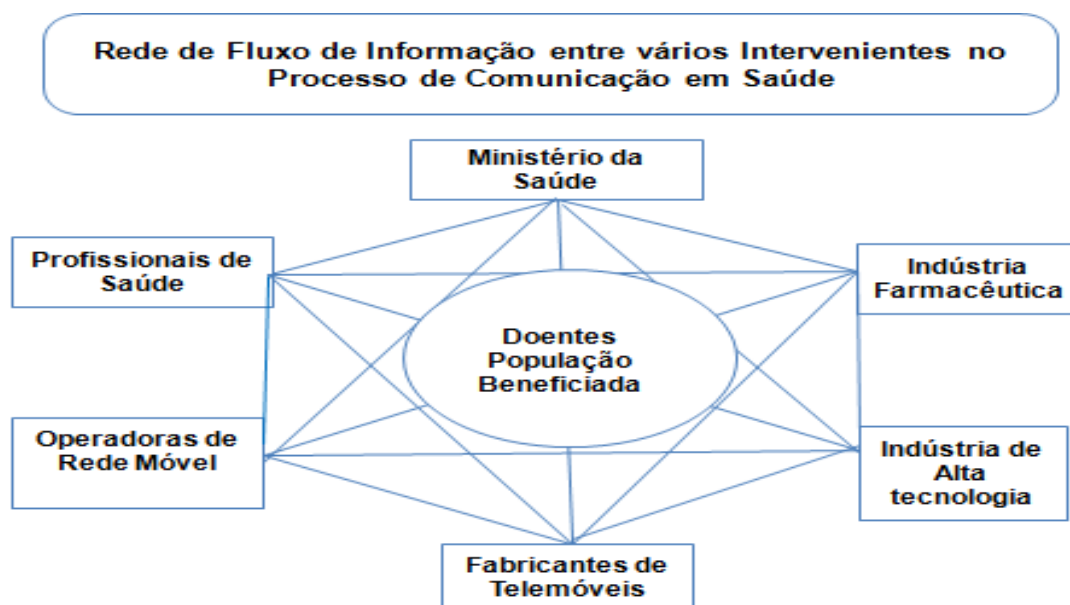 Rede de Fluxo de Informação entre vários Intervenientes no
Processo de Comunicação em Saúde
Ministério da
Saúde
Profissionais de
Saúde
Indústria
Farmacêutica
Doentes
População
Beneficiada
Operadoras de
Rede Móvel
Indústria de
Alta
tecnologia
Fabricantes de
Telemóveis